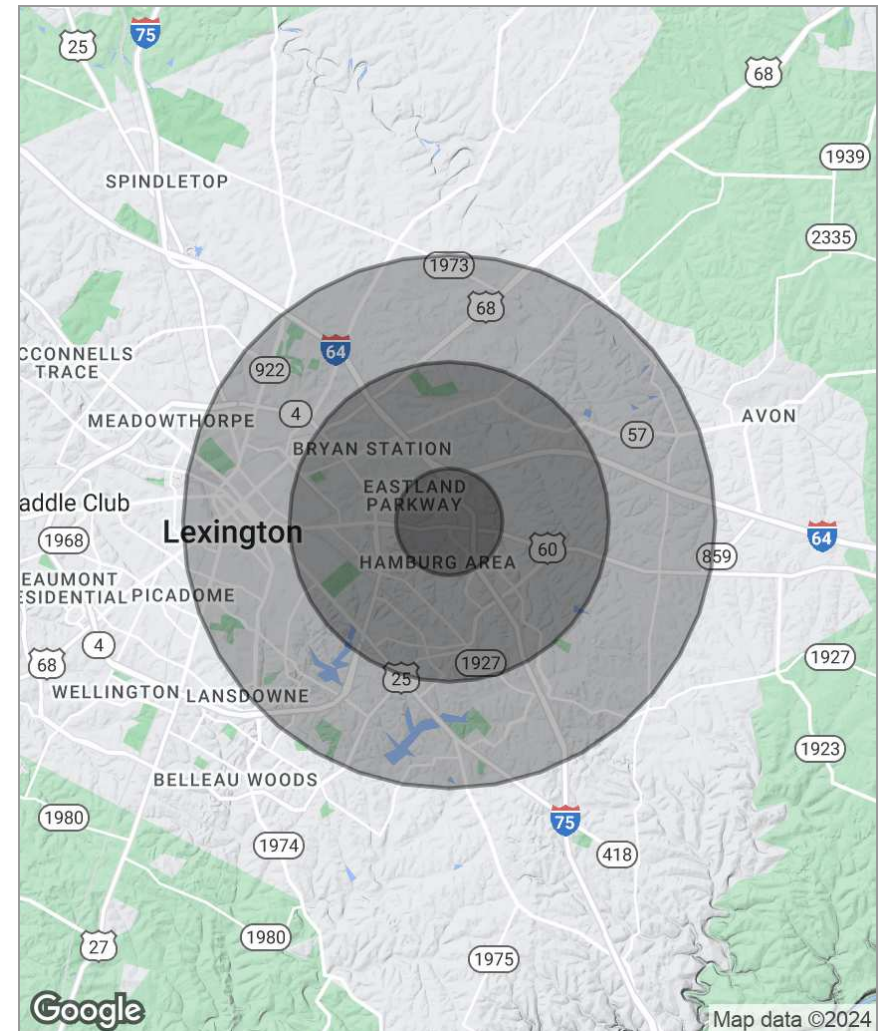 75
25
68
1939
SPINDLETOP
2335
1973
68
64
CCONNELLS
TRACE
922
4
MEADOWTHORPE
AVON
57
BRYAN STATION
EASTLAND
PARKWAY
addle Club
Lexington
1968
60
64
859
HAMBURG AREA
EAUMONT
ESIDENTIAL
PICADOME
4
68
1927
1927
25
WELLINGTON
LANSDOWNE
1923
BELLEAU WOODS
1980
75
1974
418
1980
27
1975
Google
Map data ©2024